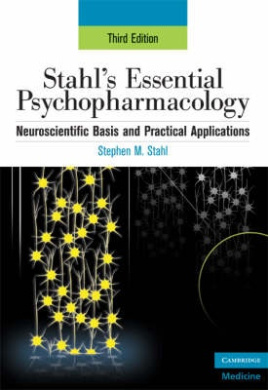 Third Edition
Stahl's Essential
Psychopharmacology
Neuroscientific Basis and Practical Applications
Stephen M. Stahl
CAMBRIDGE
Medicine